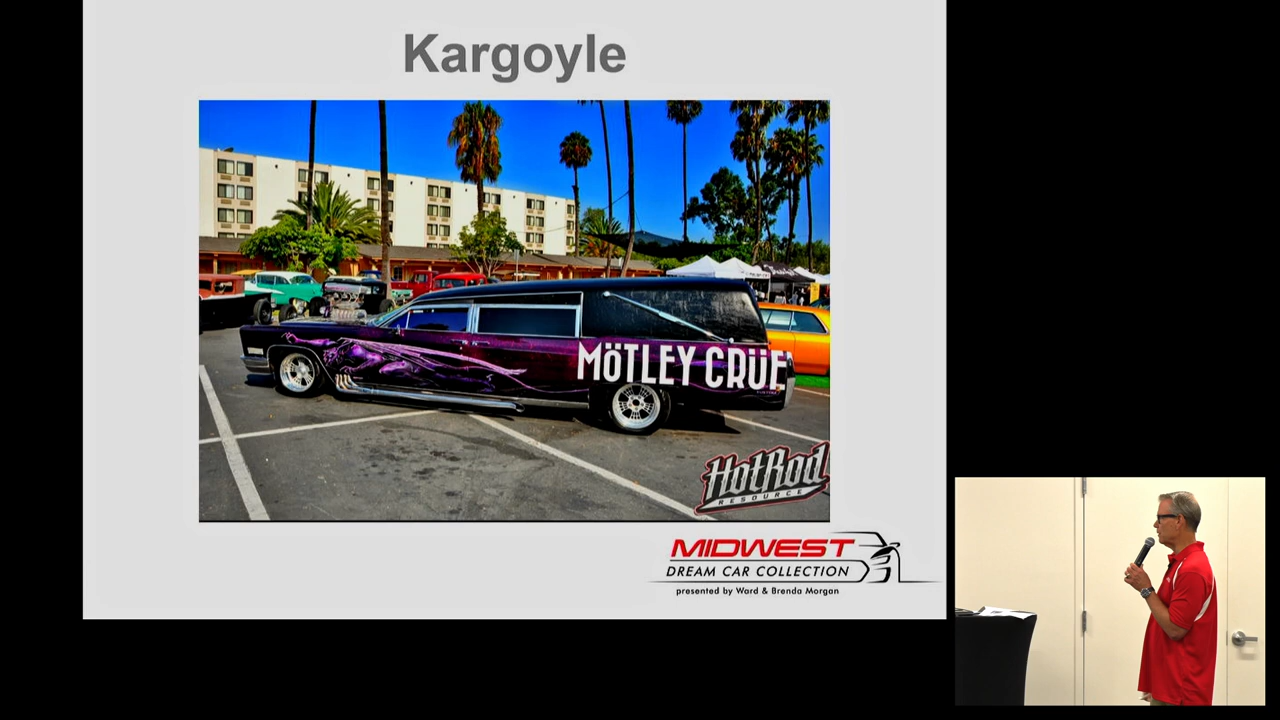 Kargoyle
MÖTLEY CRÜE
HotRod
RESOURCE
MIDWEST
DREAM CAR COLLECTION
presented by Ward & Brenda Morgan